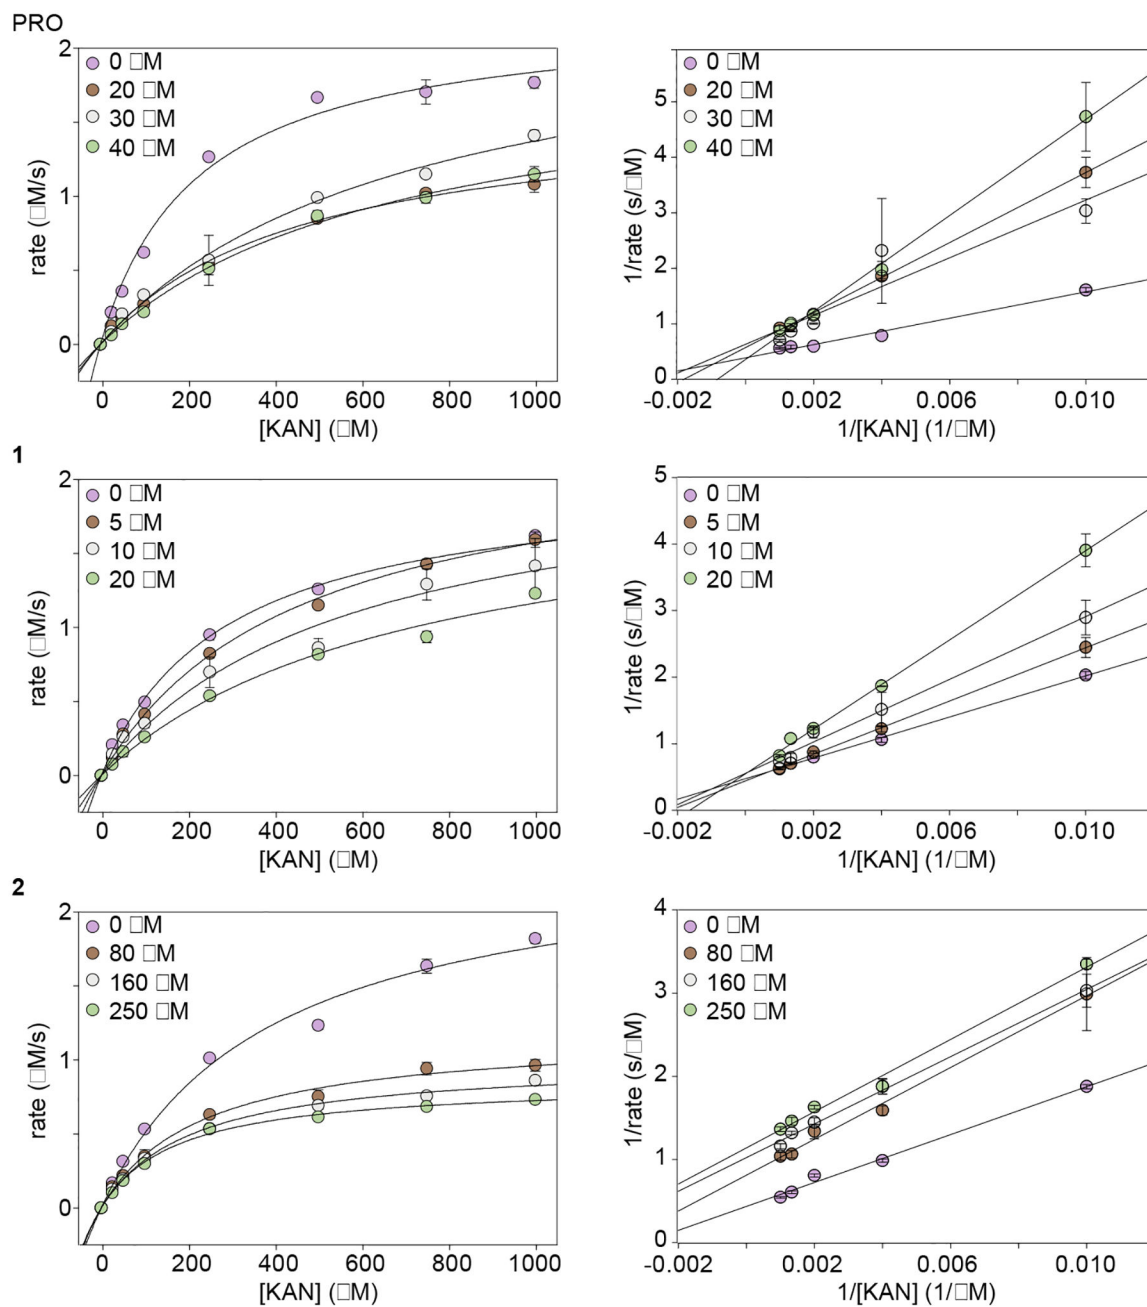 PRO
2
1
0
0 □M
20 □M
30 □M
40 □M
rate (□M/s)
0 200 400 600 800 1000
[KAN] (□M)
5
4
3
2
1
0
0 □M
20 □M
30 □M
40 □M
1/rate (s/□M)
-0.002 0.002 0.006 0.010
1/[KAN] (1/□M)
1
2
1
0
0 □M
5 □M
10 □M
20 □M
rate (□M/s)
0 200 400 600 800 1000
[KAN] (□M)
5
4
3
2
1
0
0 □M
5 □M
10 □M
20 □M
1/rate (s/□M)
-0.002 0.002 0.006 0.010
1/[KAN] (1/□M)
2
2
1
0
0 □M
80 □M
160 □M
250 □M
rate (□M/s)
0 200 400 600 800 1000
[KAN] (□M)
4
3
2
1
0
0 □M
80 □M
160 □M
250 □M
1/rate (s/□M)
-0.002 0.002 0.006 0.010
1/[KAN] (1/□M)